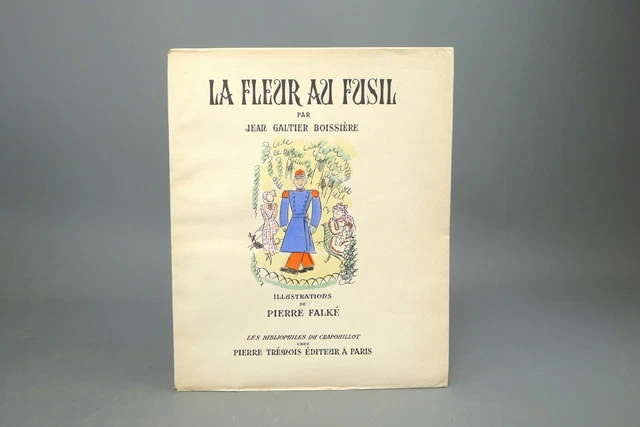 LA FLEUR AU FUSIL
PAR
JEAN GALTIER BOISSIÈRE
ILLUSTRATIONS
DE
PIERRE FALKÉ
LES BIBLIOPHILES DU CRAPOUILLOT
CHEZ
PIERRE TRÉMOIS ÉDITEUR À PARIS